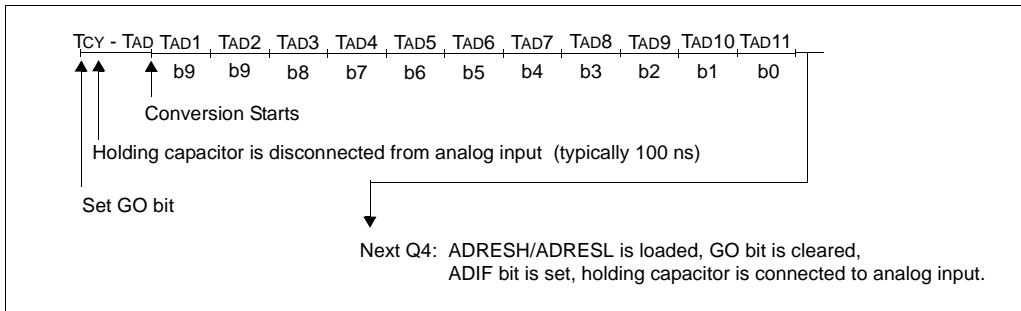 TCY - TAD TAD1 TAD2 TAD3 TAD4 TAD5 TAD6 TAD7 TAD8 TAD9 TAD10 TAD11
b9 b9 b8 b7 b6 b5 b4 b3 b2 b1 b0
Conversion Starts
Holding capacitor is disconnected from analog input (typically 100 ns)
Set GO bit
Next Q4: ADRESH/ADRESL is loaded, GO bit is cleared,
ADIF bit is set, holding capacitor is connected to analog input.